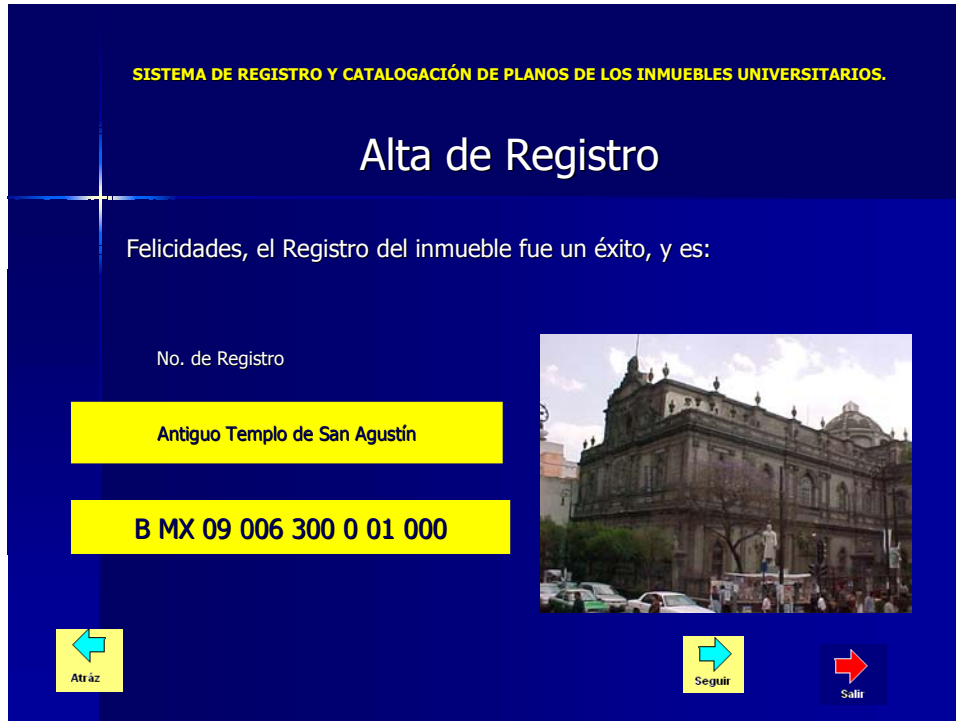 SISTEMA DE REGISTRO Y CATALOGACIÓN DE PLANOS DE LOS INMUEBLES UNIVERSITARIOS.
Alta de Registro
Felicidades, el Registro del inmueble fue un éxito, y es:
No. de Registro
Antiguo Templo de San Agustín
B MX 09 006 300 0 01 000
Atráz
Seguir
Salir